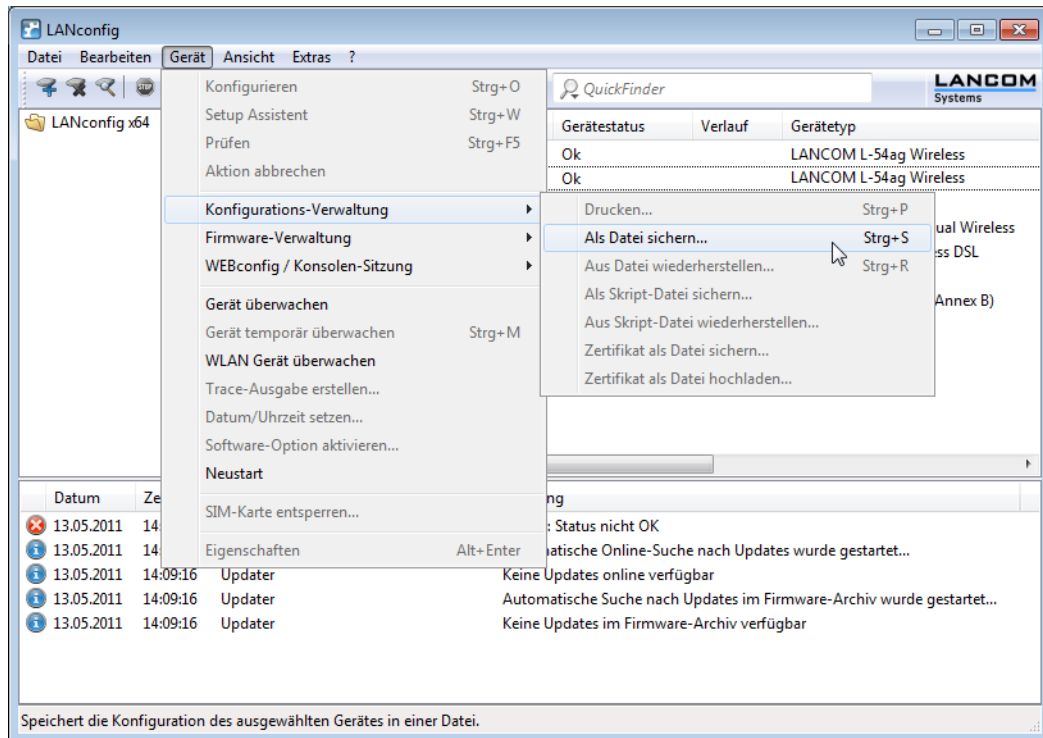 LANconfig
Datei Bearbeiten Gerät Ansicht Extras ?
QuickFinder
LANCOM
Systems
LANconfig x64
Gerätestatus Verlauf Gerätetyp
Ok LANCOM L-54ag Wireless
Ok LANCOM L-54ag Wireless
Wireless
DSL
Annex B)
Konfigurieren Strg+O
Setup Assistent Strg+W
Prüfen Strg+F5
Aktion abbrechen
Konfigurations-Verwaltung
Firmware-Verwaltung
WEBconfig / Konsolen-Sitzung
Gerät überwachen
Gerät temporär überwachen Strg+M
WLAN Gerät überwachen
Trace-Ausgabe erstellen...
Datum/Uhrzeit setzen...
Software-Option aktivieren...
Neustart
SIM-Karte entsperren...
Eigenschaften Alt+Enter
Drucken... Strg+P
Als Datei sichern... Strg+S
Aus Datei wiederherstellen... Strg+R
Als Skript-Datei sichern...
Aus Skript-Datei wiederherstellen...
Zertifikat als Datei sichern...
Zertifikat als Datei hochladen...
Datum
13.05.2011 14: : Status nicht OK
13.05.2011 14: Online-Suche nach Updates wurde gestartet...
13.05.2011 14:09:16 Updater Keine Updates online verfügbar
13.05.2011 14:09:16 Updater Automatische Suche nach Updates im Firmware-Archiv wurde gestartet...
13.05.2011 14:09:16 Updater Keine Updates im Firmware-Archiv verfügbar
Speichert die Konfiguration des ausgewählten Gerätes in einer Datei.